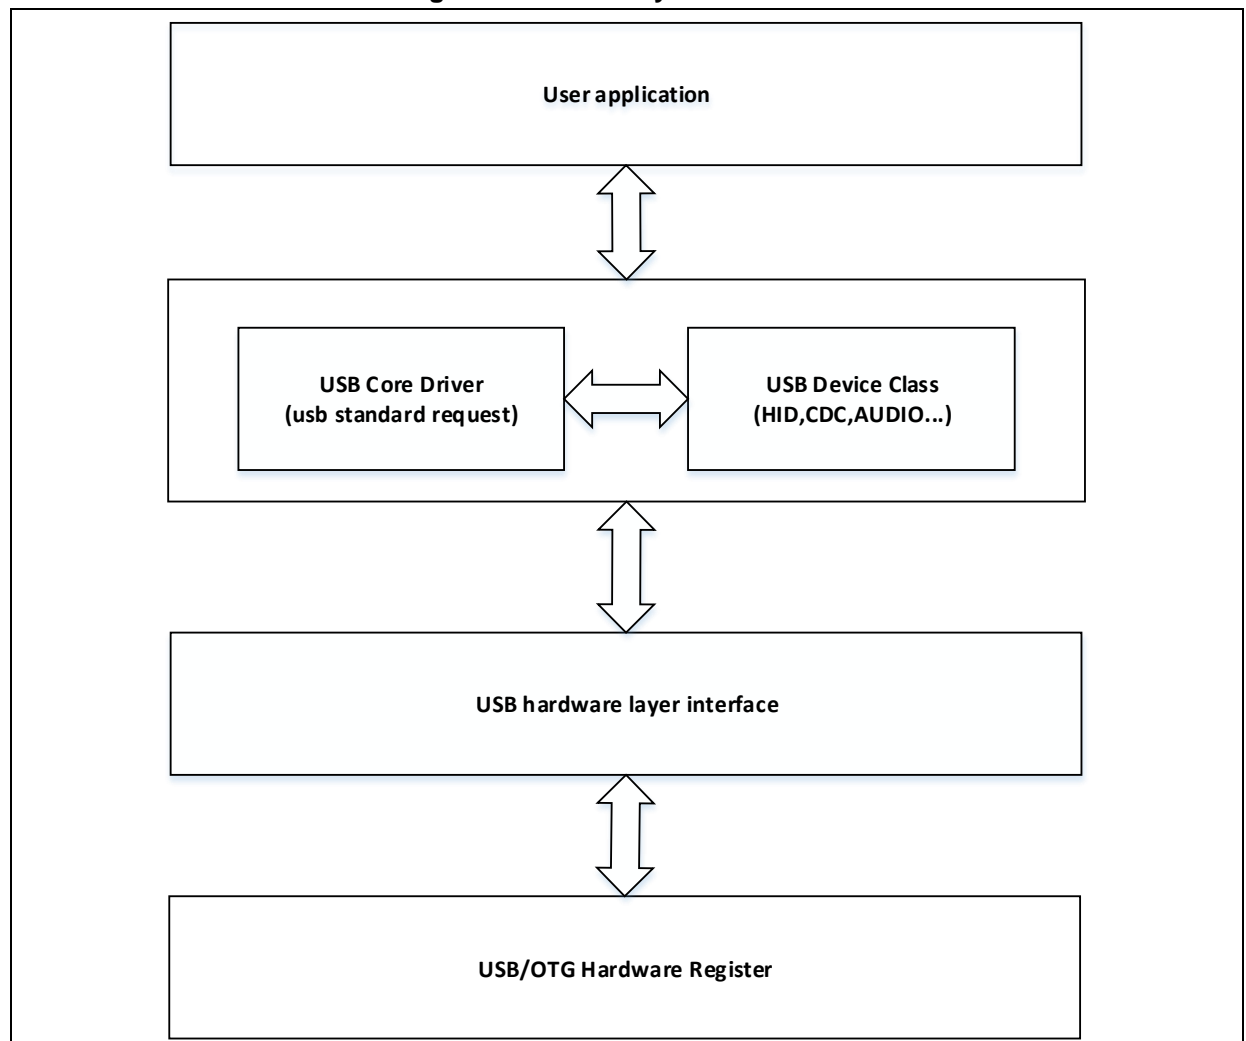 User application
USB Core Driver
(usb standard request)
USB Device Class
(HID,CDC,AUDIO...)
USB hardware layer interface
USB/OTG Hardware Register